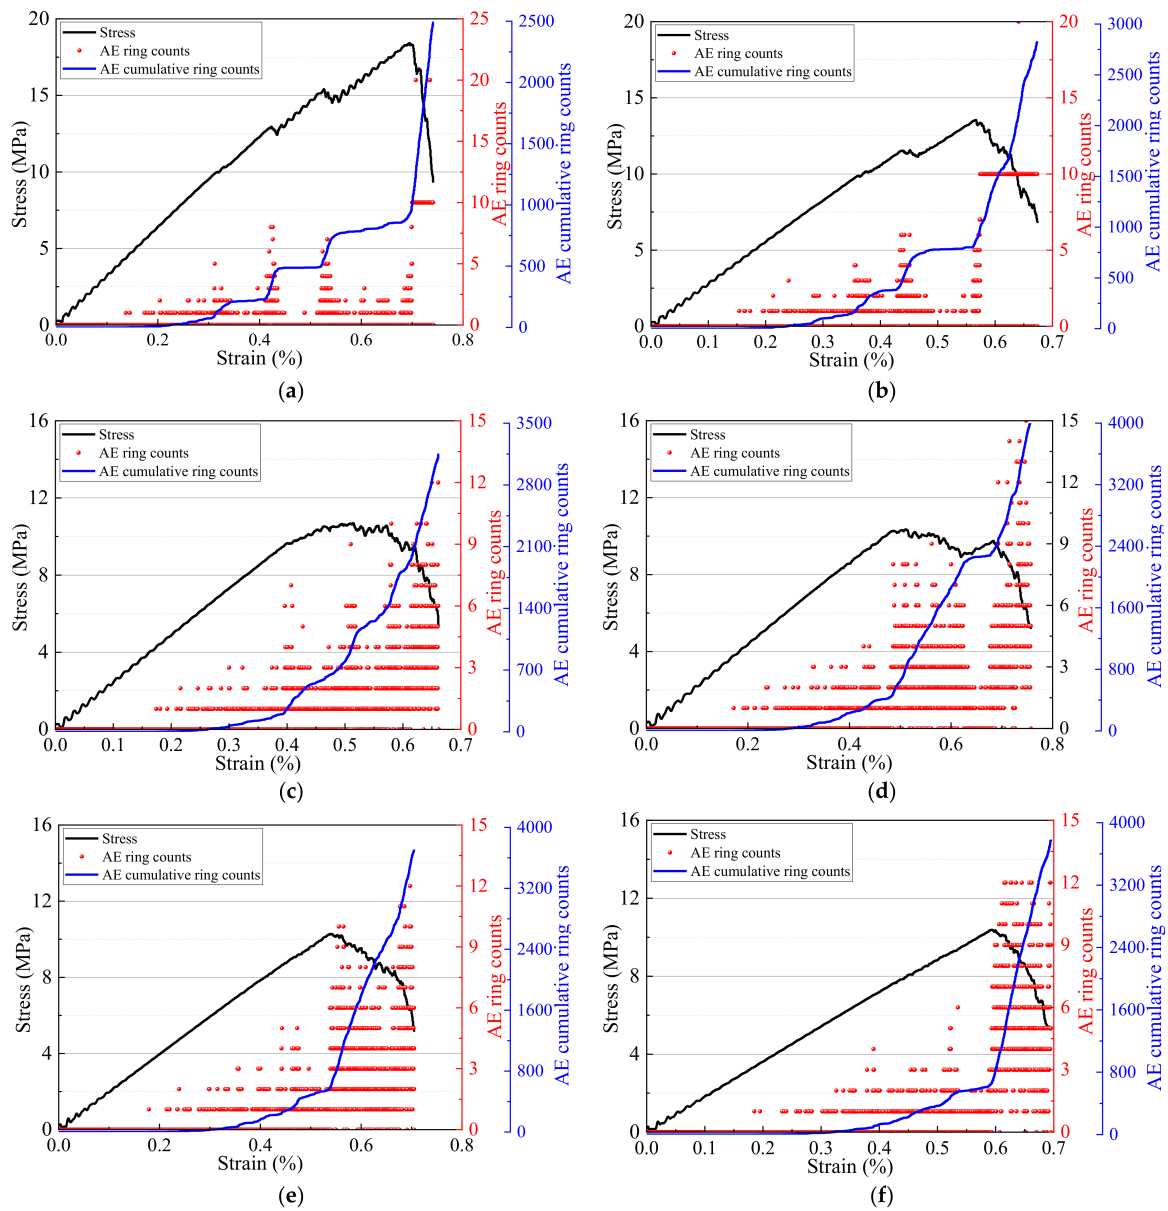 Stress
AE ring counts
AE cumulative ring counts
20
15
10
5
0
Stress (MPa)
0.0
0.2
0.4
0.6
0.8
Strain (%)
25
20
15
10
5
0
AE ring counts
2500
2000
1500
1000
500
0
AE cumulative ring counts
(a)
Stress
AE ring counts
AE cumulative ring counts
20
15
10
5
0
Stress (MPa)
0.0
0.1
0.2
0.3
0.4
0.5
0.6
0.7
Strain (%)
20
15
10
5
0
AE ring counts
3000
2500
2000
1500
1000
500
0
AE cumulative ring counts
(b)
Stress
AE ring counts
AE cumulative ring counts
16
12
8
4
0
Stress (MPa)
0.0
0.1
0.2
0.3
0.4
0.5
0.6
0.7
Strain (%)
15
12
9
6
3
0
AE ring counts
3500
2800
2100
1400
700
0
AE cumulative ring counts
(c)
Stress
AE ring counts
AE cumulative ring counts
16
12
8
4
0
Stress (MPa)
0.0
0.2
0.4
0.6
0.8
Strain (%)
15
12
9
6
3
0
AE ring counts
4000
3200
2400
1600
800
0
AE cumulative ring counts
(d)
Stress
AE ring counts
AE cumulative ring counts
16
12
8
4
0
Stress (MPa)
0.0
0.2
0.4
0.6
0.8
Strain (%)
15
12
9
6
3
0
AE ring counts
4000
3200
2400
1600
800
0
AE cumulative ring counts
(e)
Stress
AE ring counts
AE cumulative ring counts
16
12
8
4
0
Stress (MPa)
0.0
0.1
0.2
0.3
0.4
0.5
0.6
0.7
Strain (%)
15
12
9
6
3
0
AE ring counts
4000
3200
2400
1600
800
0
AE cumulative ring counts
(f)